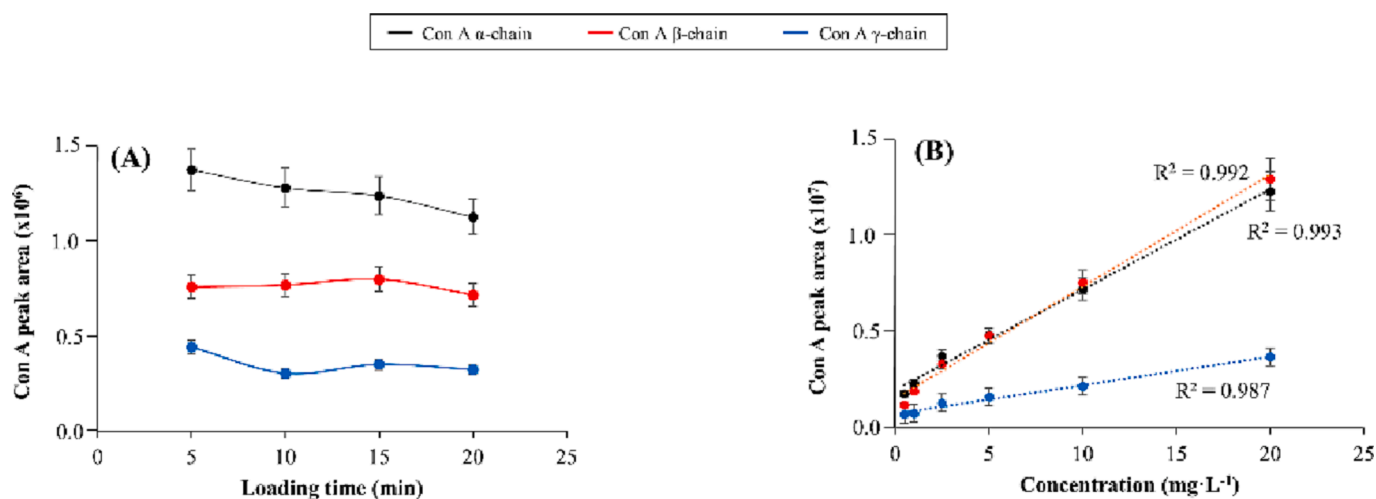 Con A α-chain Con A β-chain Con A γ-chain
(A)
Con A peak area (x10⁶)
1.5
1.0
0.5
0.0
0 5 10 15 20 25
Loading time (min)
(B)
Con A peak area (x10⁷)
1.5
1.0
0.5
0.0
R² = 0.992
R² = 0.993
R² = 0.987
0 5 10 15 20 25
Concentration (mg·L⁻¹)